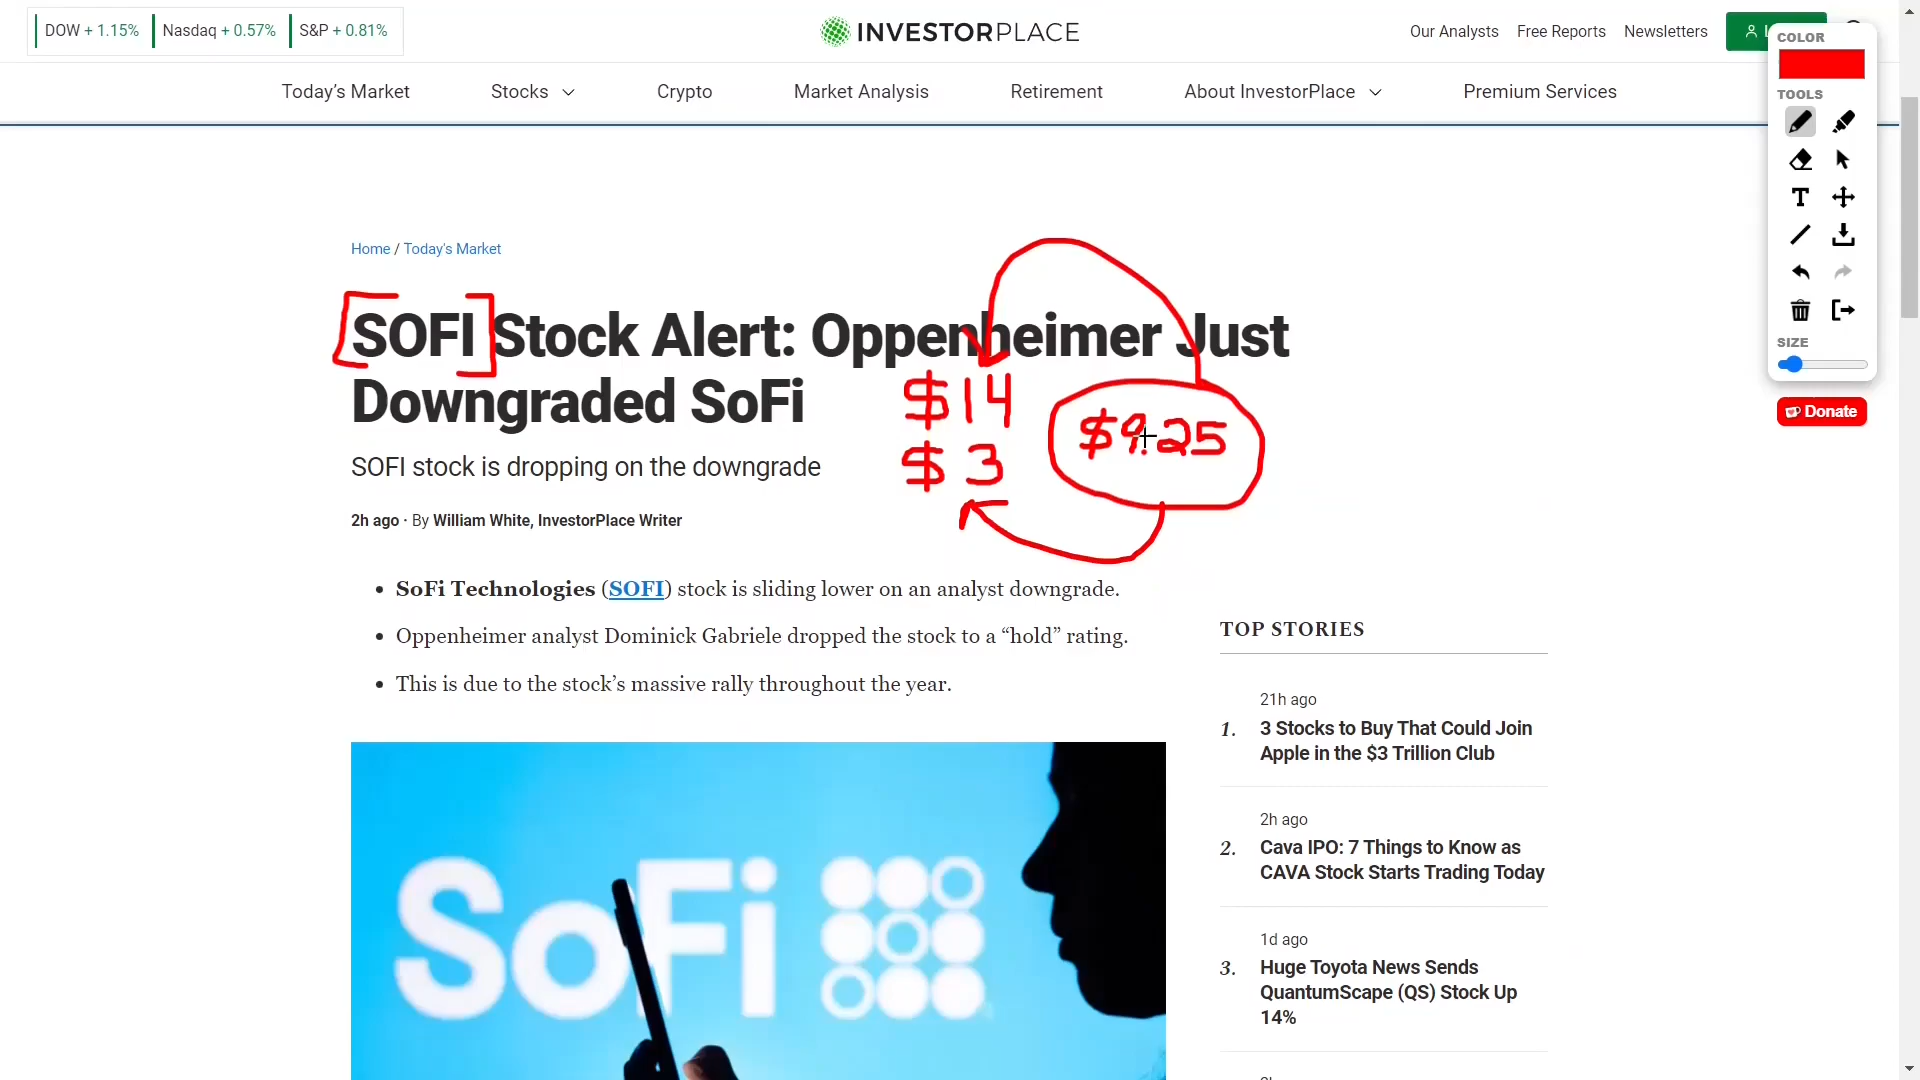 DOW + 1.15% Nasdaq + 0.57% S&P + 0.81%
INVESTORPLACE
Our Analysts Free Reports Newsletters
Today's Market Stocks Crypto Market Analysis Retirement About InvestorPlace Premium Services
COLOR
TOOLS
SIZE
Donate
Home / Today's Market
[SOFI] Stock Alert: Oppenheimer Just
Downgraded SoFi
$14
$9.25
$3
SOFI stock is dropping on the downgrade
2h ago · By William White, InvestorPlace Writer
• SoFi Technologies (SOFI) stock is sliding lower on an analyst downgrade.
• Oppenheimer analyst Dominick Gabriele dropped the stock to a “hold” rating.
• This is due to the stock’s massive rally throughout the year.
SoFi
TOP STORIES
21h ago
1. 3 Stocks to Buy That Could Join
Apple in the $3 Trillion Club
2h ago
2. Cava IPO: 7 Things to Know as
CAVA Stock Starts Trading Today
1d ago
3. Huge Toyota News Sends
QuantumScape (QS) Stock Up
14%